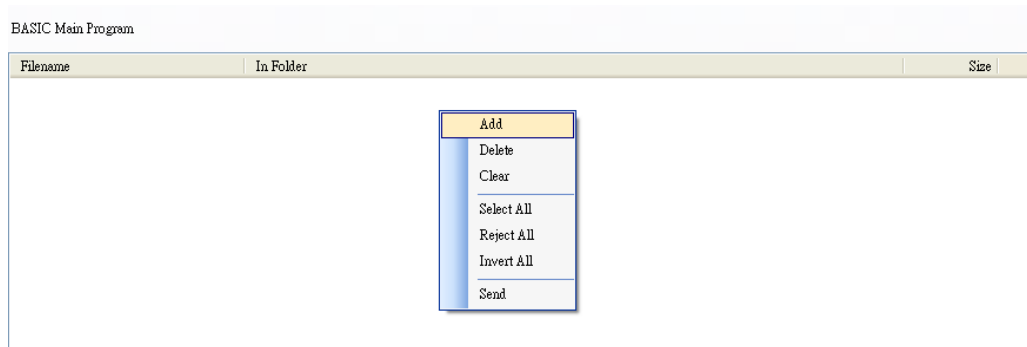 BASIC Main Program
Filename In Folder Size
Add
Delete
Clear
Select All
Reject All
Invert All
Send